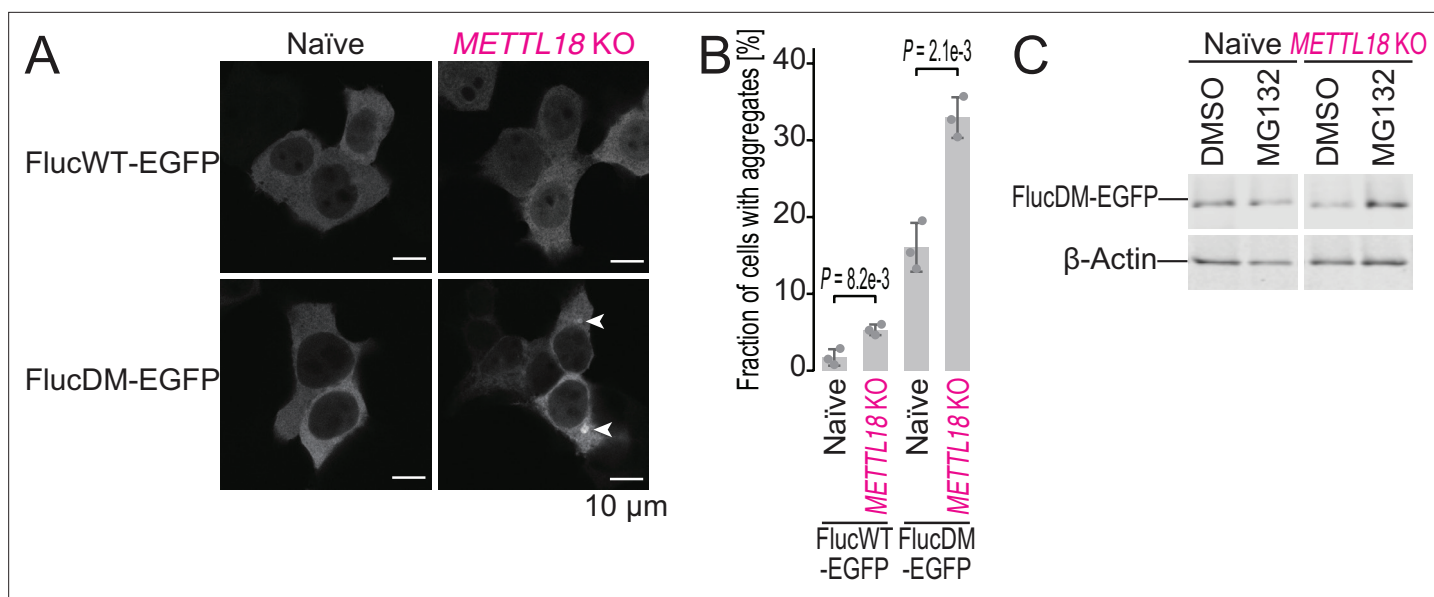 A
Naïve
METTL18 KO
FlucWT-EGFP
FlucDM-EGFP
10 µm
B
Fraction of cells with aggregates [%]
40
30
20
10
0
P = 8.2e-3
P = 2.1e-3
Naïve
METTL18 KO
Naïve
METTL18 KO
FlucWT
-EGFP
FlucDM
-EGFP
C
Naïve METTL18 KO
DMSO
MG132
DMSO
MG132
FlucDM-EGFP
β-Actin